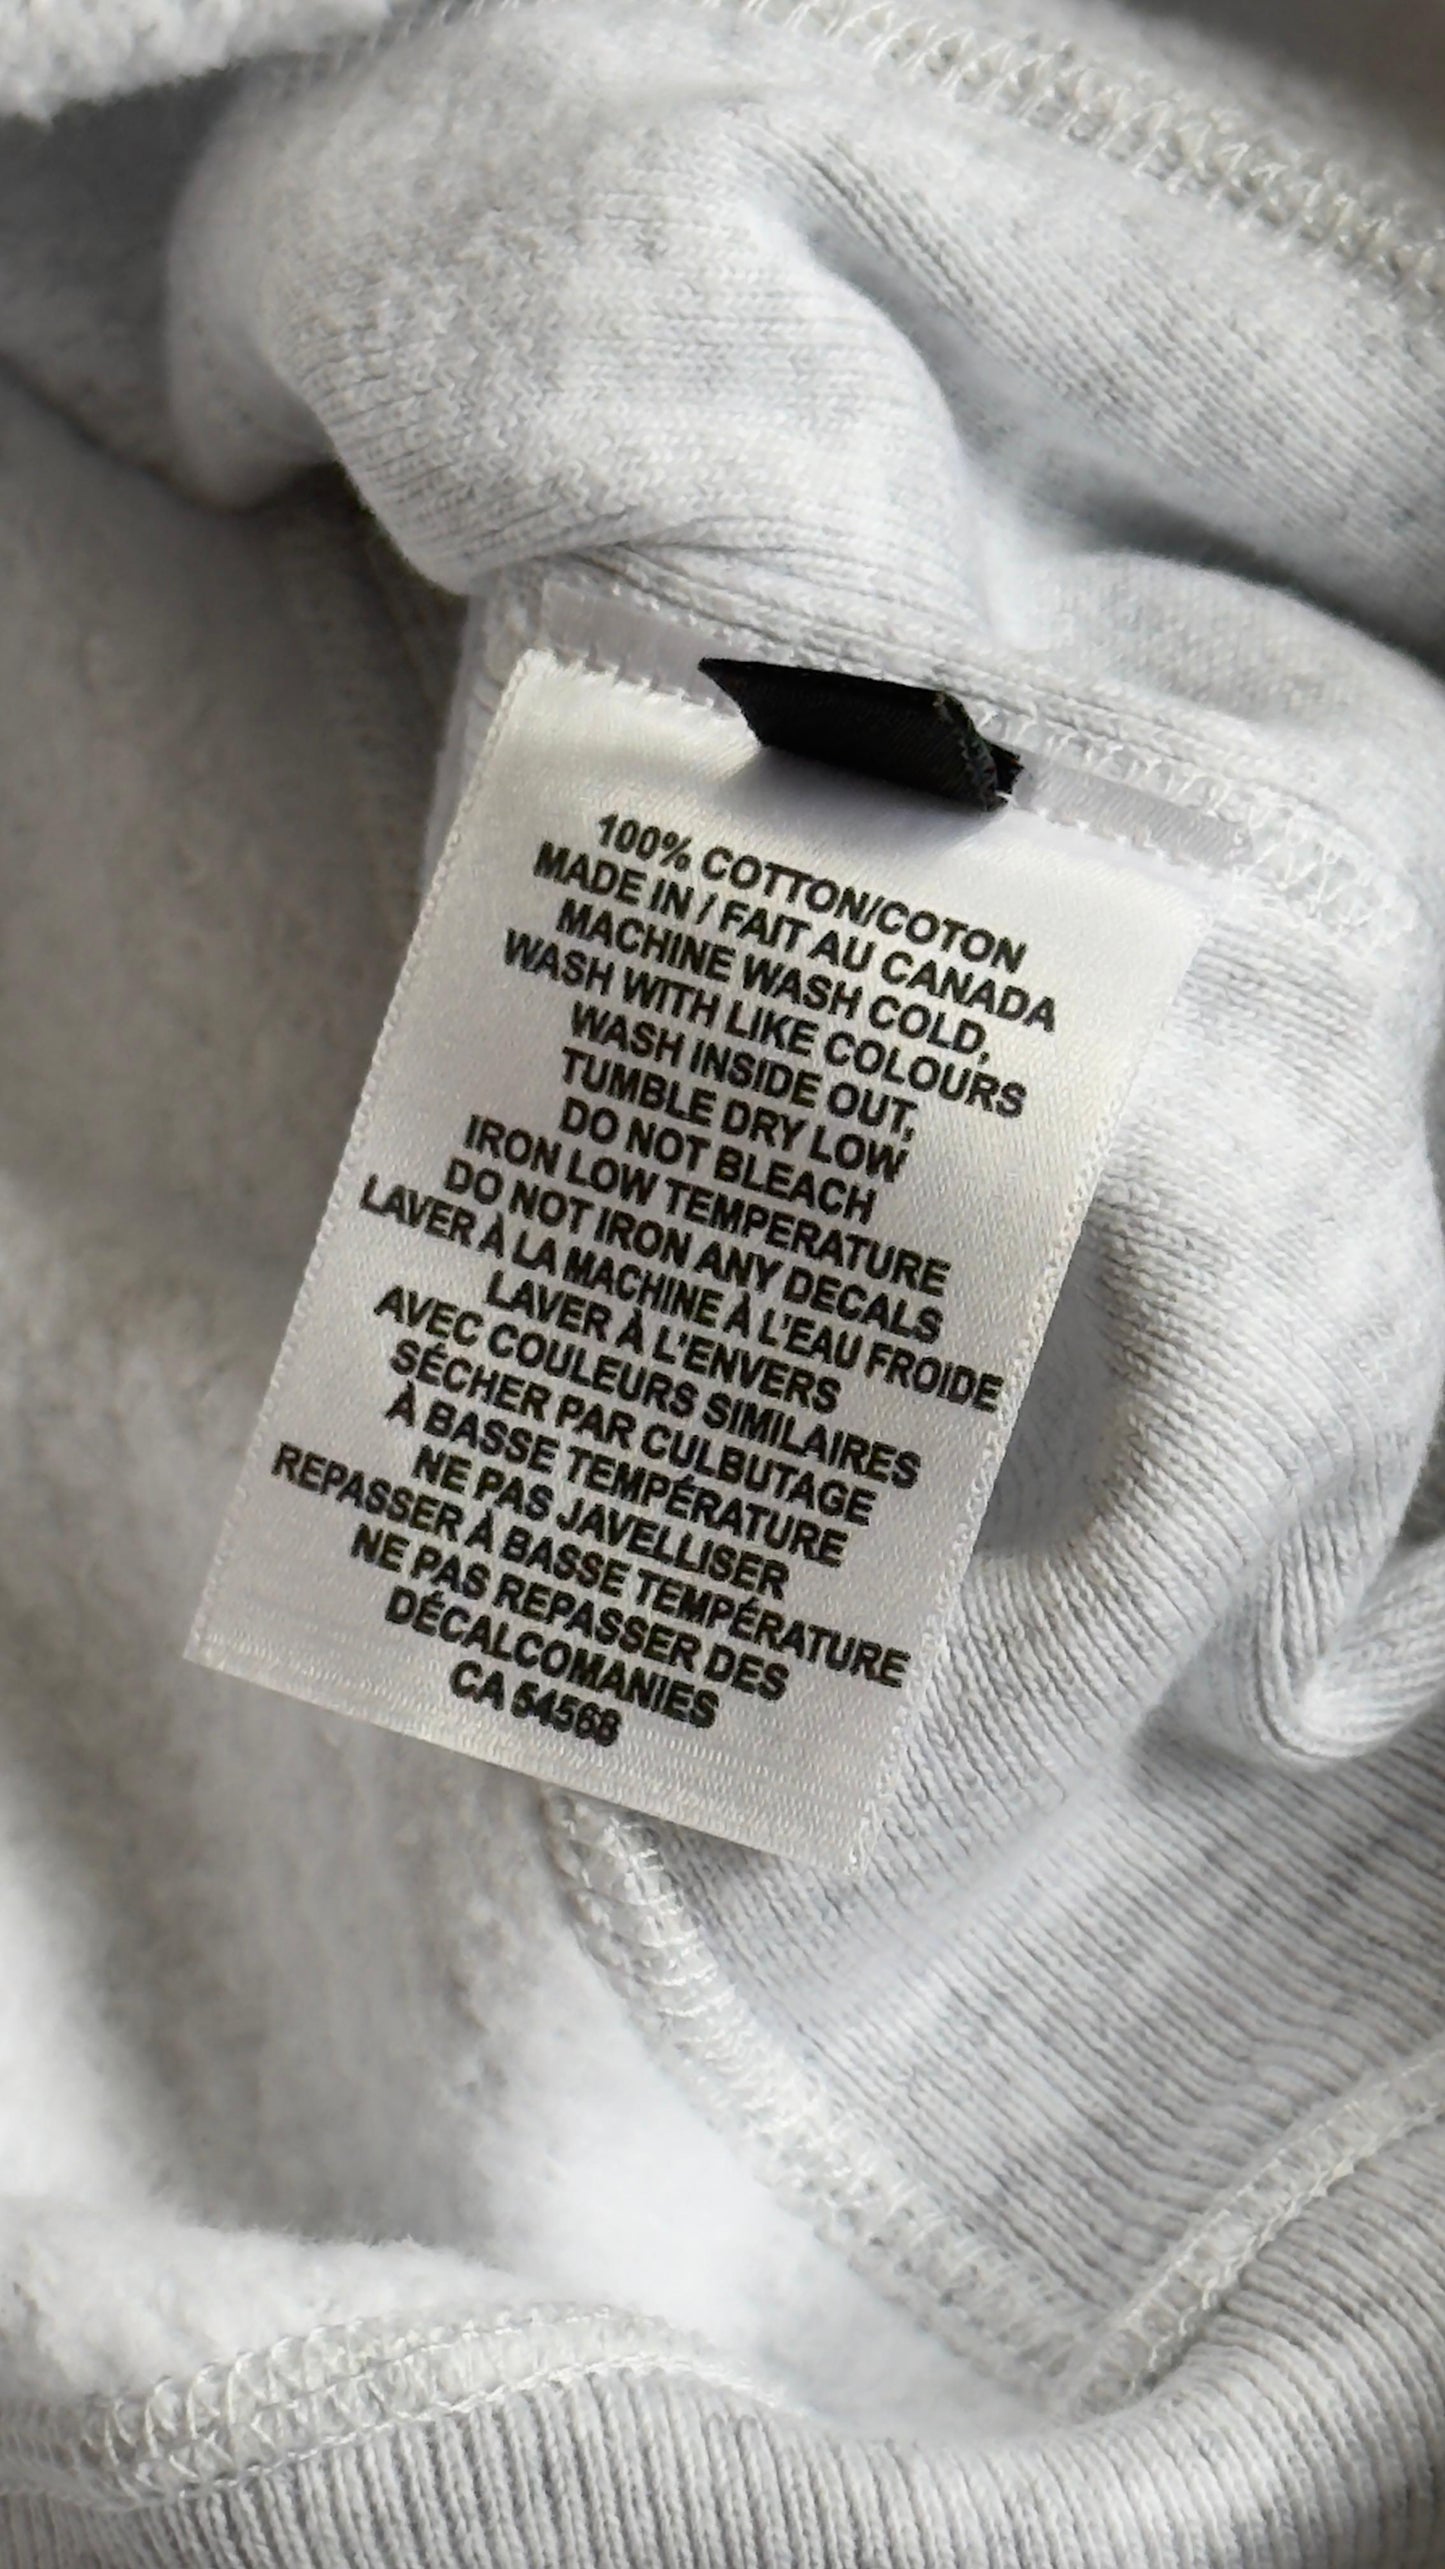 100% COTTON/COTON
MADE IN / FAIT AU CANADA
MACHINE WASH COLD,
WASH WITH LIKE COLOURS
WASH INSIDE OUT,
TUMBLE DRY LOW
DO NOT BLEACH
IRON LOW TEMPERATURE
DO NOT IRON ANY DECALS
LAVER À LA MACHINE À L'EAU FROIDE
LAVER À L'ENVERS
AVEC COULEURS SIMILAIRES
SÉCHER PAR CULBUTAGE
À BASSE TEMPÉRATURE
NE PAS JAVELLISER
REPASSER À BASSE TEMPÉRATURE
NE PAS REPASSER DES
DÉCALCOMANIES
CA 54568